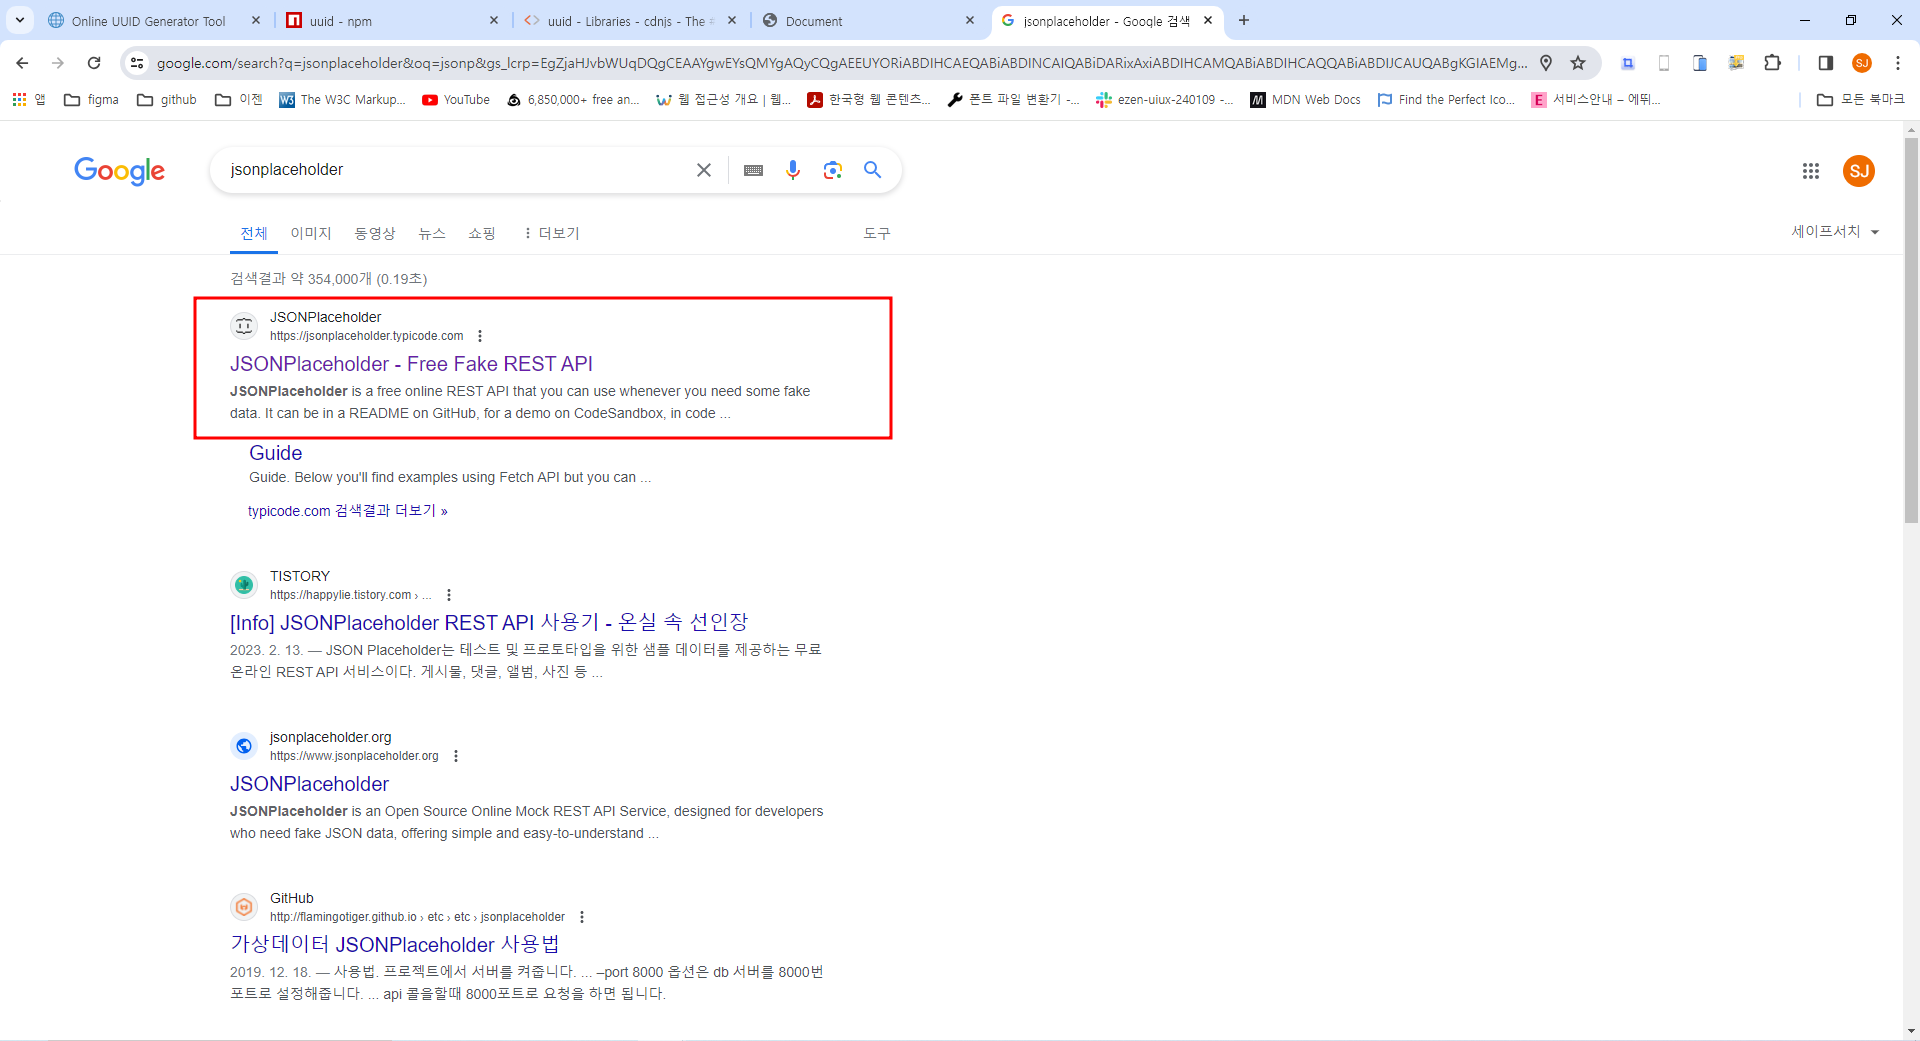 Online UUID Generator Tool
uuid - npm
uuid - Libraries - cdnjs - The #
Document
jsonplaceholder - Google 검색
google.com/search?q=jsonplaceholder&oq=jsonp&gs_lcrp=EgZjaHJvbWUqDQgCEAAYgwEYsQMYgAQyCQgAEEUYORiABDIHCAEQABiABDINCAIQABiDARixAxiABDIHCAMQABiABDIHCAQQABiABDIJCAUQABgKGIAEMg...
SJ
앱
figma
github
이젠
The W3C Markup...
YouTube
6,850,000+ free an...
웹 접근성 개요 | 웹...
한국형 웹 콘텐츠...
폰트 파일 변환기 -...
ezen-uiux-240109 -...
MDN Web Docs
Find the Perfect Ico...
서비스안내 – 에뛰...
모든 북마크
Google
jsonplaceholder
SJ
전체
이미지
동영상
뉴스
쇼핑
더보기
도구
세이프서치
검색결과 약 354,000개 (0.19초)
JSONPlaceholder
https://jsonplaceholder.typicode.com
JSONPlaceholder - Free Fake REST API
JSONPlaceholder is a free online REST API that you can use whenever you need some fake
data. It can be in a README on GitHub, for a demo on CodeSandbox, in code ...
Guide
Guide. Below you'll find examples using Fetch API but you can ...
typicode.com 검색결과 더보기 »
TISTORY
https://happylie.tistory.com › ...
[Info] JSONPlaceholder REST API 사용기 - 온실 속 선인장
2023. 2. 13. — JSON Placeholder는 테스트 및 프로토타입을 위한 샘플 데이터를 제공하는 무료
온라인 REST API 서비스이다. 게시물, 댓글, 앨범, 사진 등 ...
jsonplaceholder.org
https://www.jsonplaceholder.org
JSONPlaceholder
JSONPlaceholder is an Open Source Online Mock REST API Service, designed for developers
who need fake JSON data, offering simple and easy-to-understand ...
GitHub
http://flamingotiger.github.io › etc › etc › jsonplaceholder
가상데이터 JSONPlaceholder 사용법
2019. 12. 18. — 사용법. 프로젝트에서 서버를 켜줍니다. ... –port 8000 옵션은 db 서버를 8000번
포트로 설정해줍니다. ... api 콜을할때 8000포트로 요청을 하면 됩니다.